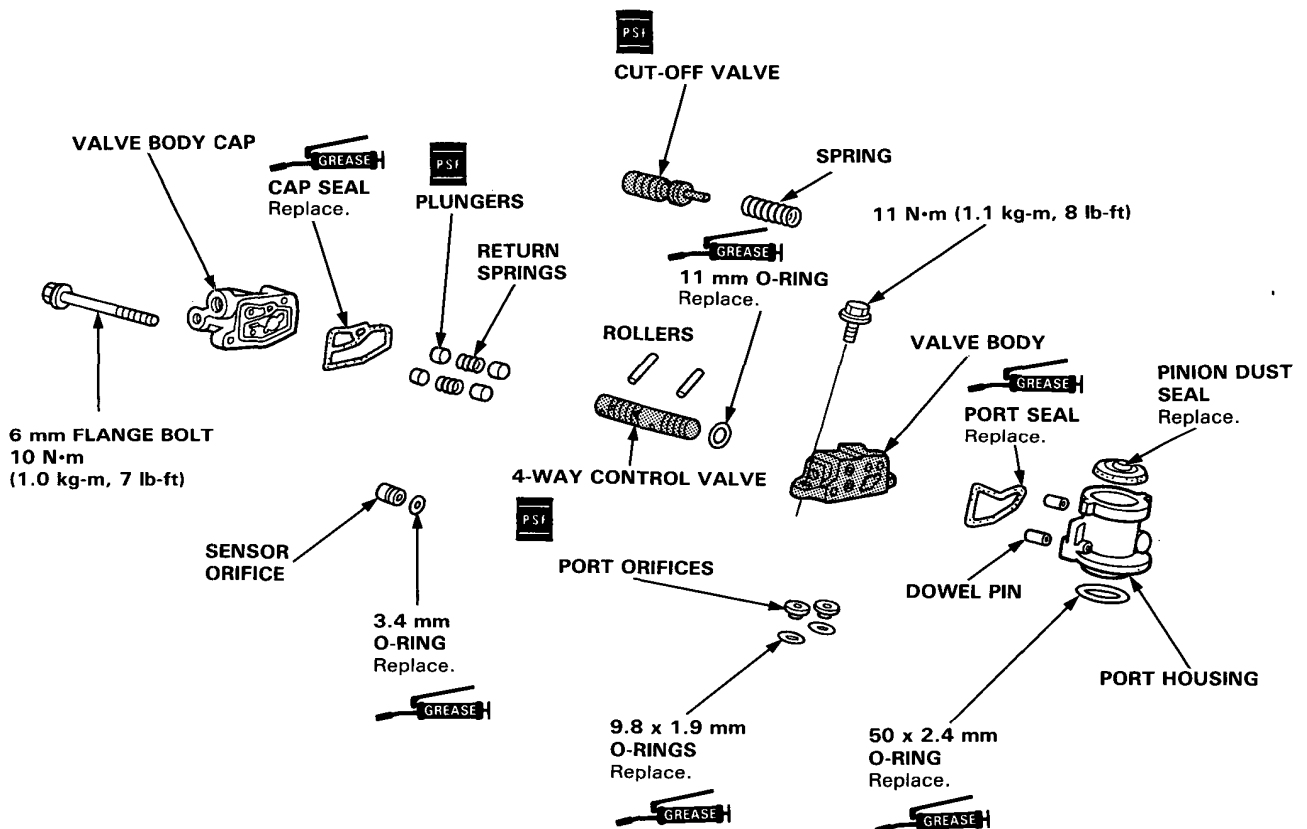 PSF
CUT-OFF VALVE
VALVE BODY CAP
GREASE
CAP SEAL
Replace.
PSF
PLUNGERS
RETURN
SPRINGS
SPRING
GREASE
11 mm O-RING
Replace.
11 N•m (1.1 kg-m, 8 lb-ft)
ROLLERS
VALVE BODY
GREASE
PORT SEAL
Replace.
PINION DUST
SEAL
Replace.
6 mm FLANGE BOLT
10 N•m
(1.0 kg-m, 7 lb-ft)
4-WAY CONTROL VALVE
PSF
SENSOR
ORIFICE
3.4 mm
O-RING
Replace.
GREASE
PORT ORIFICES
DOWEL PIN
PORT HOUSING
9.8 x 1.9 mm
O-RINGS
Replace.
GREASE
50 x 2.4 mm
O-RING
Replace.
GREASE